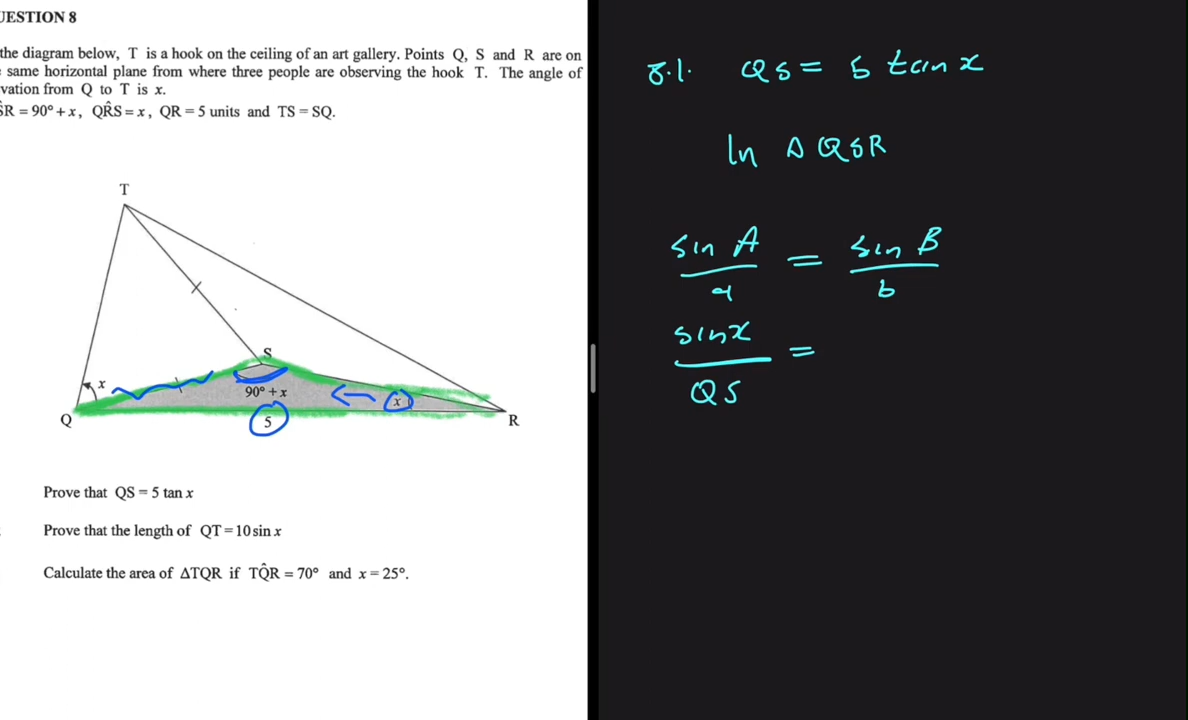 UESTION 8
the diagram below, T is a hook on the ceiling of an art gallery. Points Q, S and R are on
same horizontal plane from where three people are observing the hook T. The angle of
vation from Q to T is x.
ŜR = 90° + x, QR̂S = x, QR = 5 units and TS = SQ.
T
S
x
90° + x
x
Q
5
R
Prove that QS = 5 tan x
Prove that the length of QT = 10 sin x
Calculate the area of ΔTQR if TQ̂R = 70° and x = 25°.
8.1. QS = 5 tan x
In Δ QSR
sin A / a = sin B / b
sin x / QS =